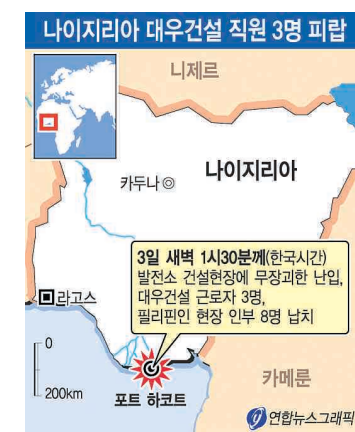 나이지리아 대우건설 직원 3명 피랍
니제르
나이지리아
카두나
3일 새벽 1시30분께(한국시간)
발전소 건설현장에 무장괴한 난입,
대우건설 근로자 3명,
필리핀인 현장 인부 8명 납치
라고스
0
200km
포트 하코트
카메룬
연합뉴스그래픽